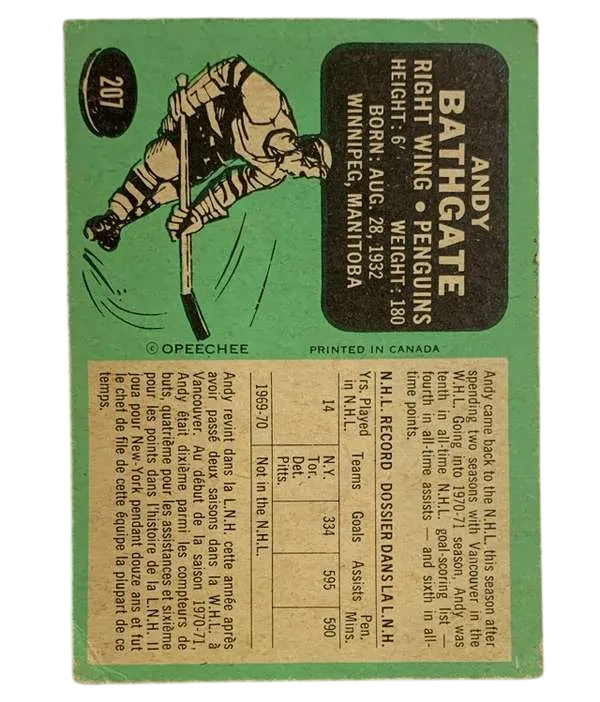 207
ANDY
BATHGATE
RIGHT WING • PENGUINS
HEIGHT: 6' WEIGHT: 180
BORN: AUG. 28, 1932
WINNIPEG, MANITOBA
© OPEECHEE PRINTED IN CANADA
Andy came back to the N.H.L. this season after
spending two seasons with Vancouver in the
W.H.L. Going into 1970-71 season, Andy was
tenth in all-time N.H.L. goal-scoring list —
fourth in all-time assists — and sixth in all-
time points.
N.H.L. RECORD DOSSIER DANS LA L.N.H.
Yrs. Played in N.H.L. Teams Goals Assists Pen. Mins.
14 N.Y. Tor. Det. Pitts. 334 595 590
1969-70 Not in the N.H.L.
Andy revint dans la L.N.H. cette année après
avoir passé deux saisons dans la W.H.L. à
Vancouver. Au début de la saison 1970-71,
Andy était dixième parmi les compteurs de
buts, quatrième pour les assistances et sixième
pour les points dans l'histoire de la L.N.H. Il
joua pour New-York pendant douze ans et fut
le chef de file de cette équipe la plupart de ce
temps.